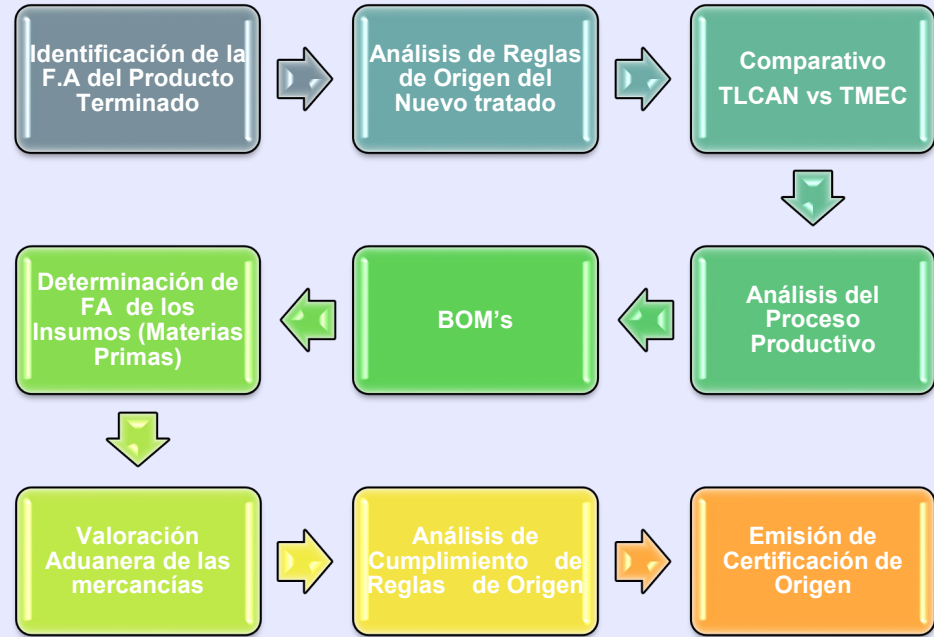 Identificación de la
F.A del Producto
Terminado
Análisis de Reglas
de Origen del
Nuevo tratado
Comparativo
TLCAN vs TMEC
Análisis del
Proceso
Productivo
BOM’s
Determinación de
FA de los
Insumos (Materias
Primas)
Valoración
Aduanera de las
mercancías
Análisis de
Cumplimiento de
Reglas de Origen
Emisión de
Certificación de
Origen